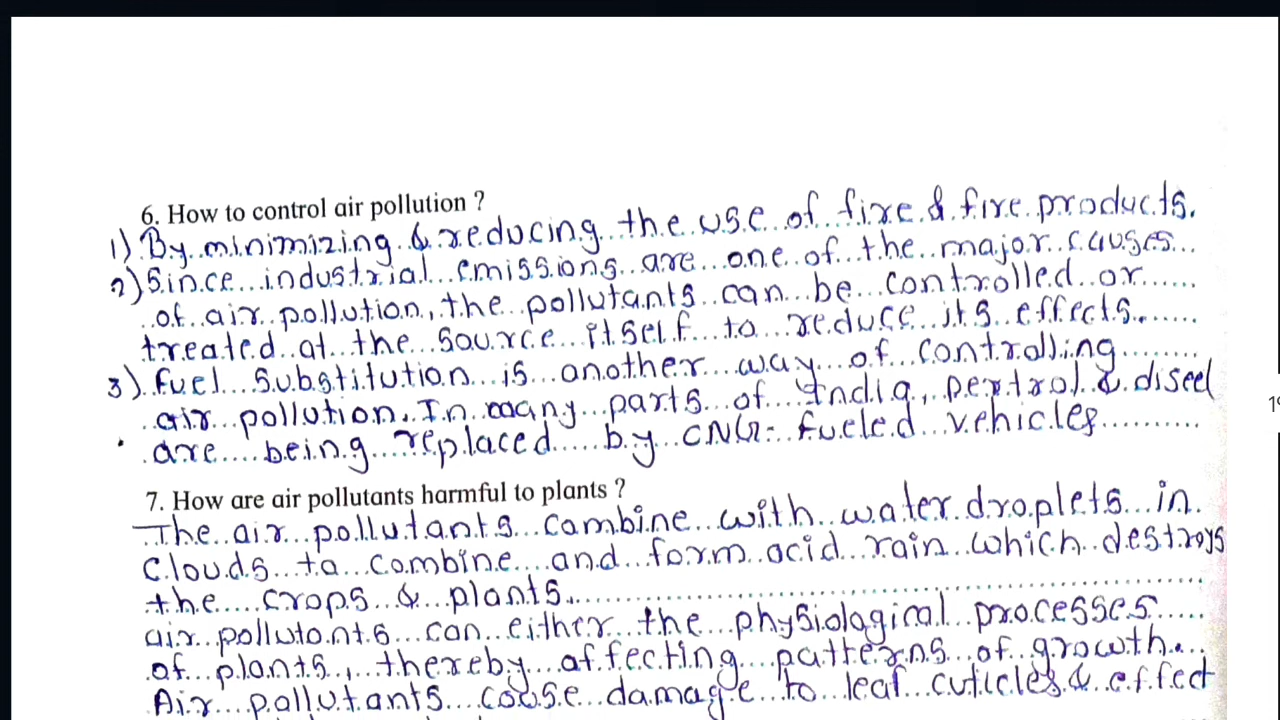 6. How to control air pollution ?
1) By minimizing & reducing the use of fire & fire products.
2) Since industrial emissions are one of the major causes
of air pollution, the pollutants can be controlled or
treated at the source itself to reduce its effects.
3) Fuel substitution is another way of controlling
air pollution. In many parts of India, pertrol & disel
are being replaced by CNG- fueled vehicles
19
7. How are air pollutants harmful to plants ?
The air pollutants combine with water droplets in
clouds to combine and form acid rain which destroys
the crops & plants.
air pollutants can either the physiological processes
of plants, thereby affecting patterns of growth.
Air pollutants couse damage to leaf cuticles & effect